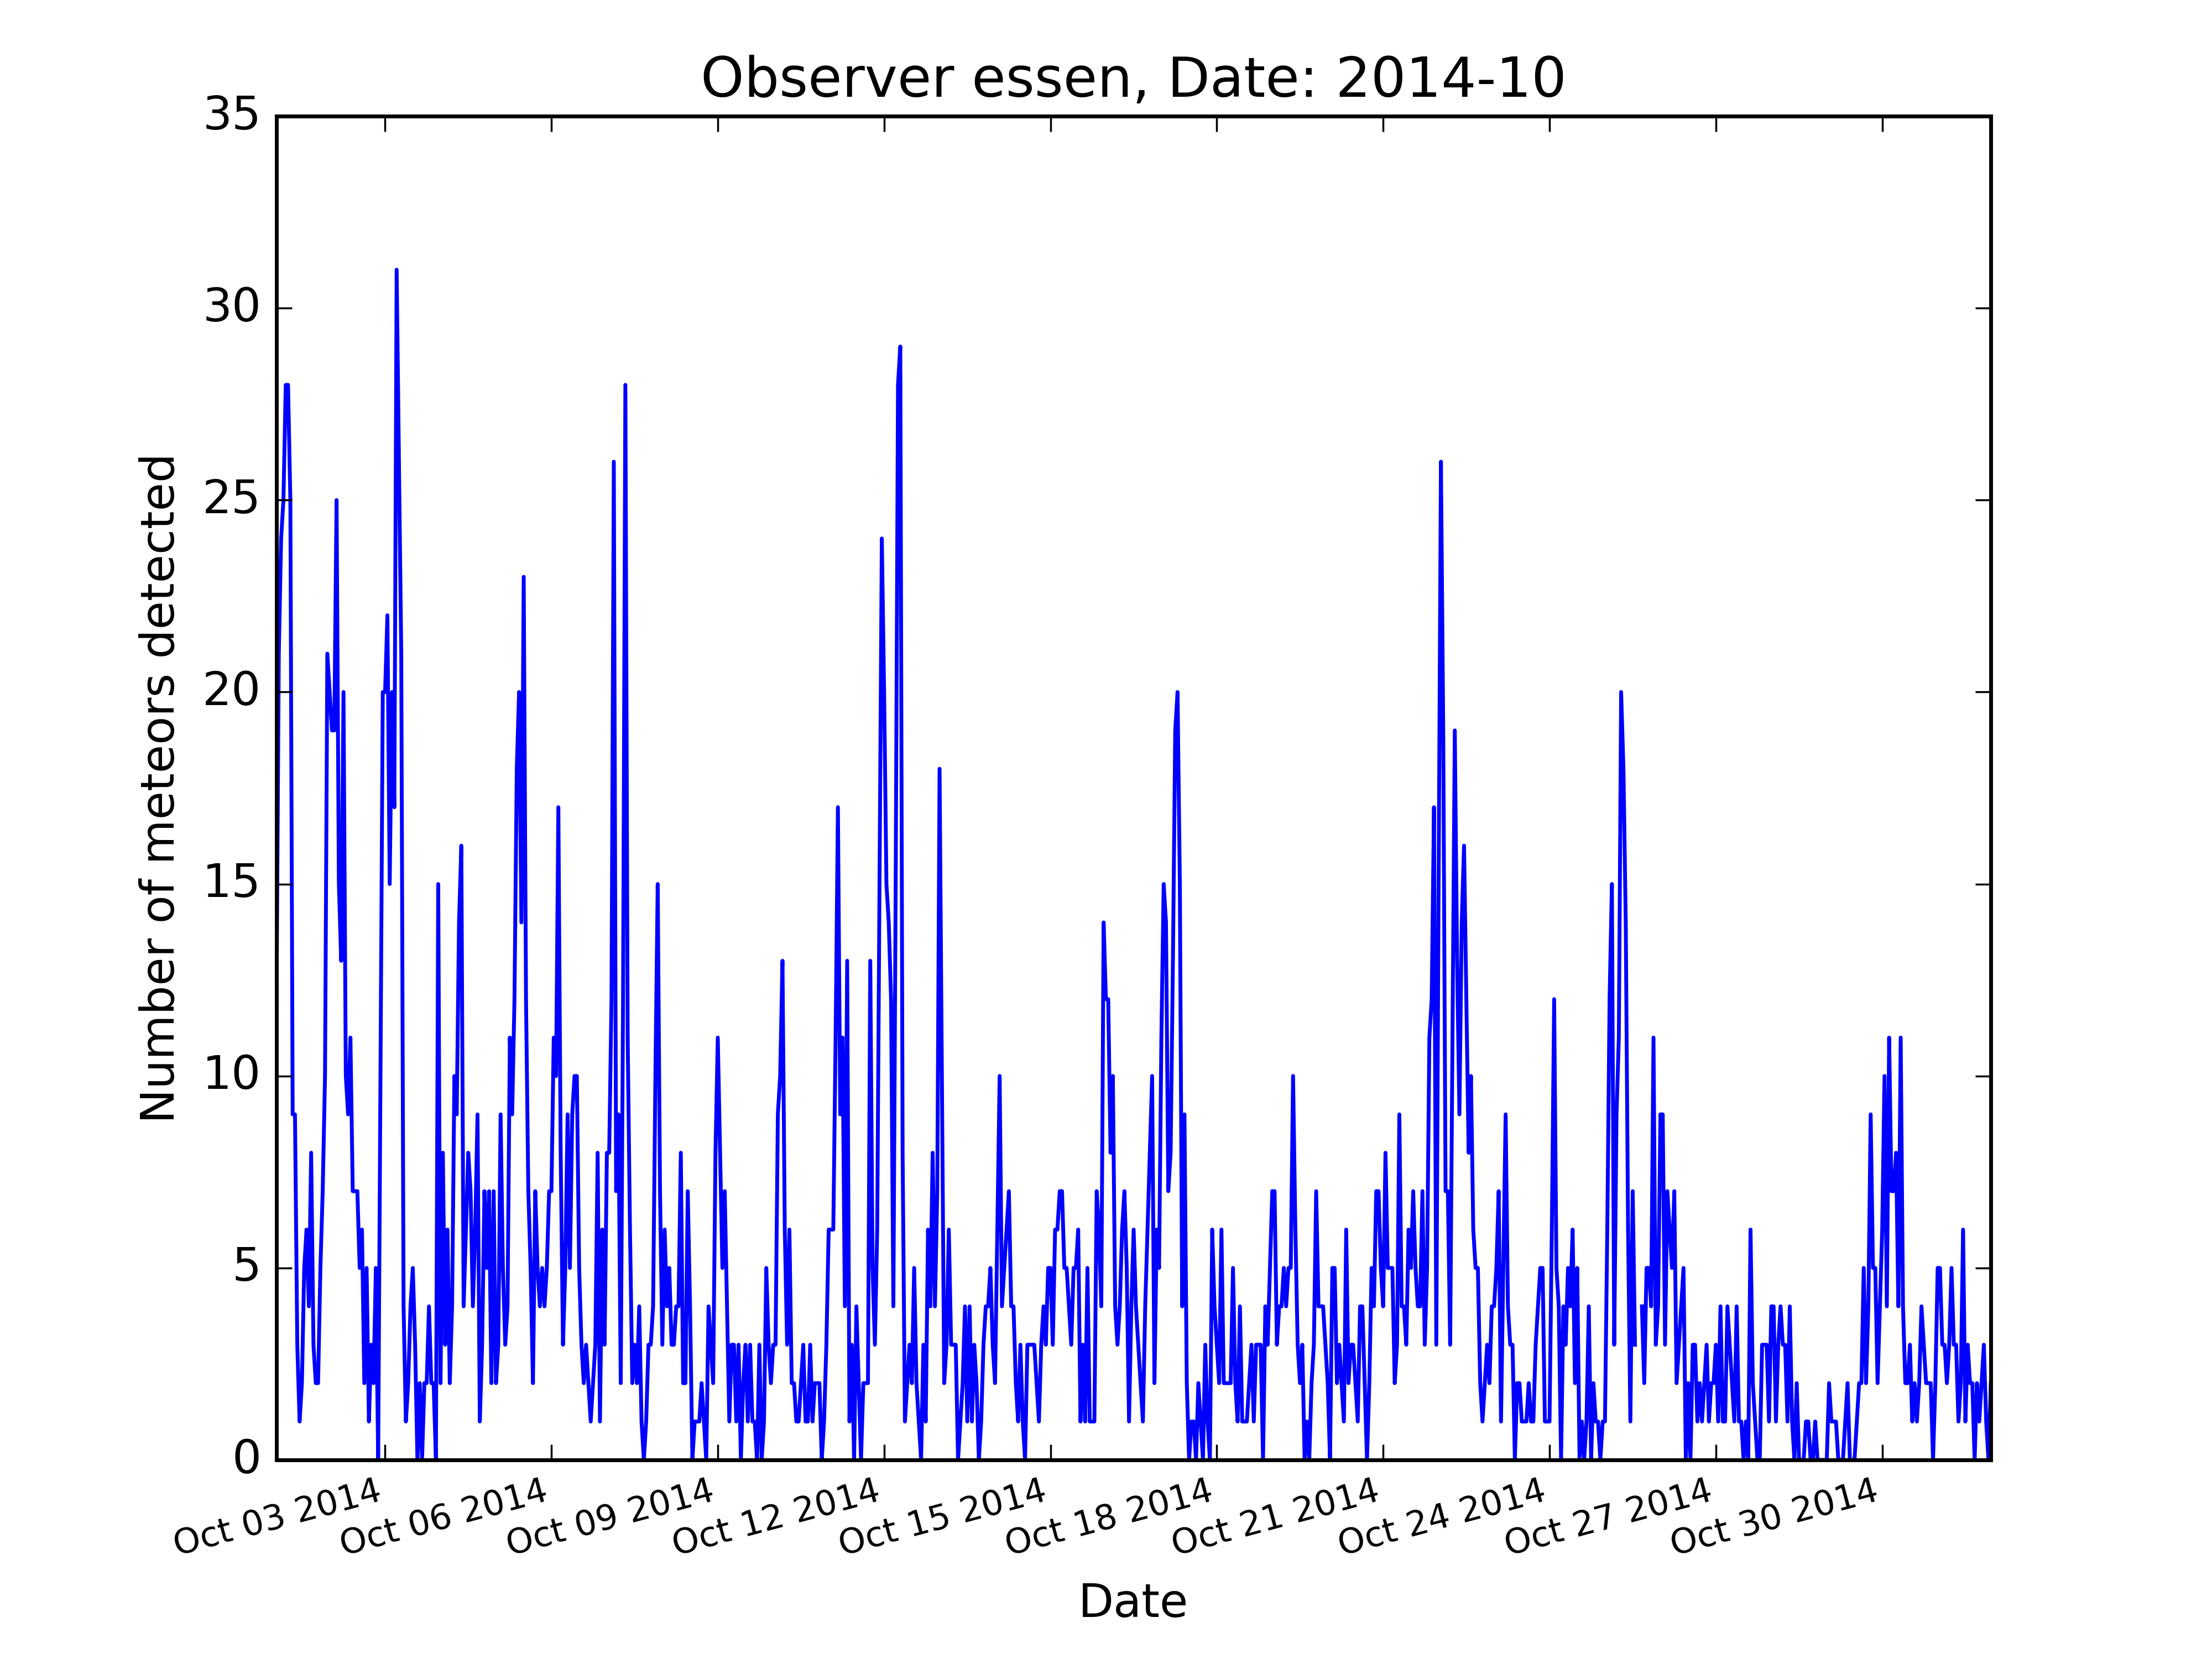 Observer essen, Date: 2014-10
35
30
25
20
15
10
5
0
Number of meteors detected
Oct 03 2014
Oct 06 2014
Oct 09 2014
Oct 12 2014
Oct 15 2014
Oct 18 2014
Oct 21 2014
Oct 24 2014
Oct 27 2014
Oct 30 2014
Date